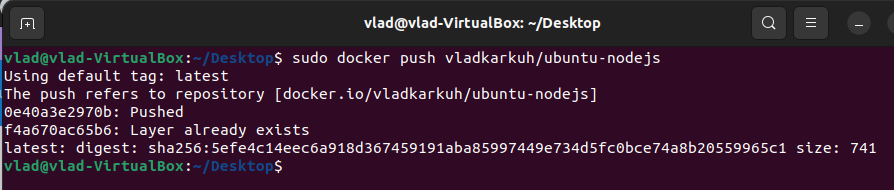 vlad@vlad-VirtualBox: ~/Desktop
vlad@vlad-VirtualBox:~/Desktop$ sudo docker push vladkarkuh/ubuntu-nodejs
Using default tag: latest
The push refers to repository [docker.io/vladkarkuh/ubuntu-nodejs]
0e40a3e2970b: Pushed
f4a670ac65b6: Layer already exists
latest: digest: sha256:5efe4c14eec6a918d367459191aba85997449e734d5fc0bce74a8b20559965c1 size: 741
vlad@vlad-VirtualBox:~/Desktop$